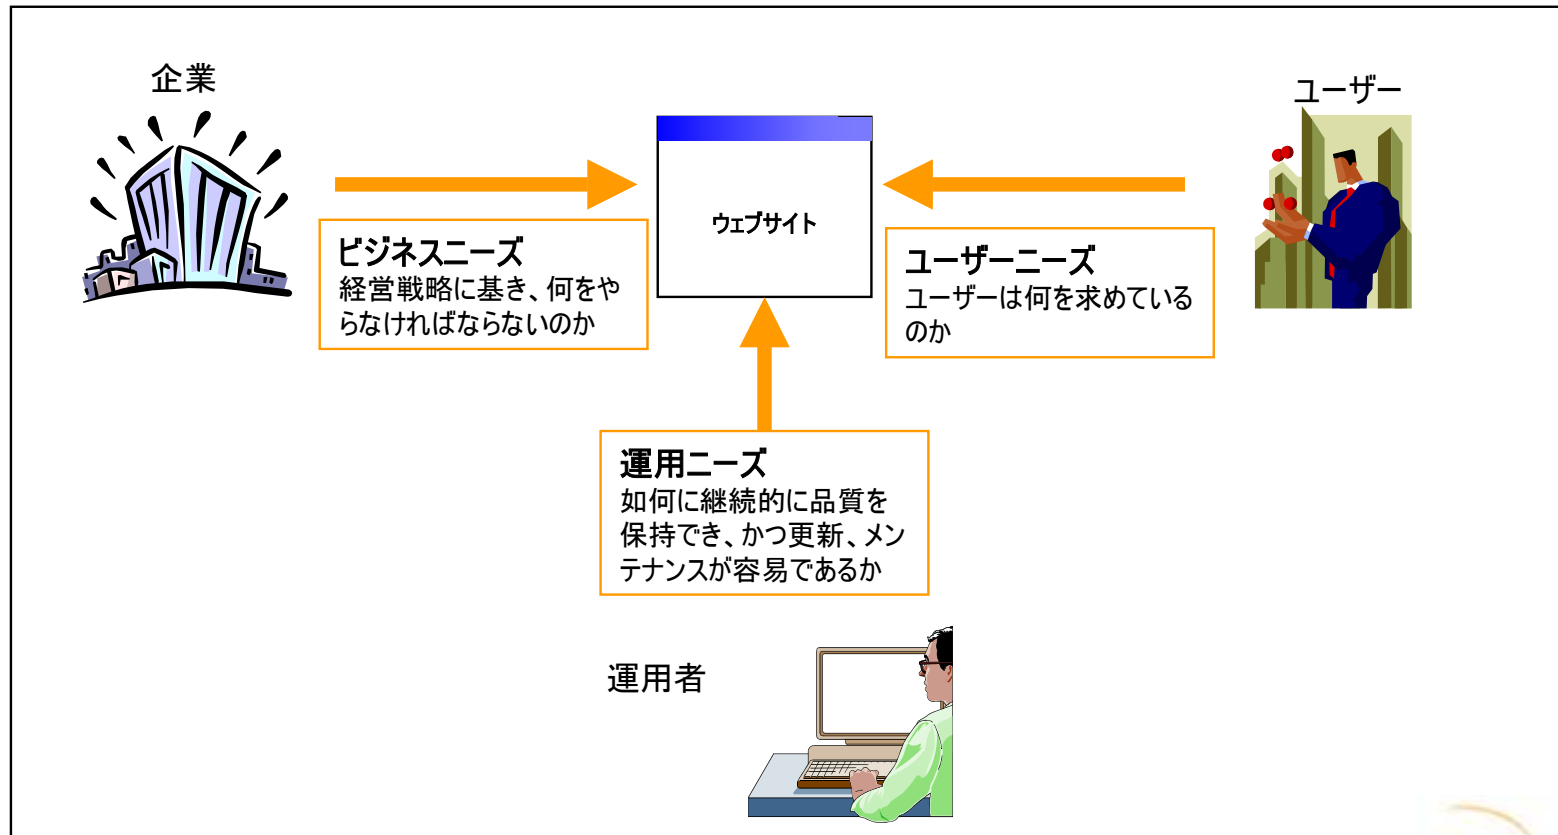 企業
ユーザー
ウェブサイト
ビジネスニーズ
経営戦略に基き、何をや
らなければならないのか
ユーザーニーズ
ユーザーは何を求めている
のか
運用ニーズ
如何に継続的に品質を
保持でき、かつ更新、メン
テナンスが容易であるか
運用者